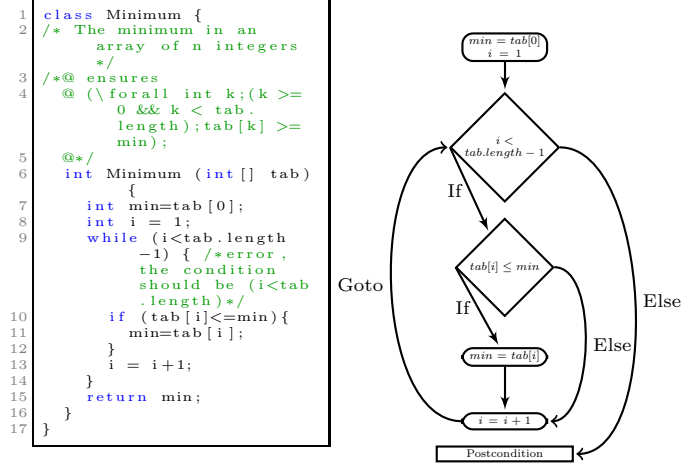 1 class Minimum {
2 /* The minimum in an
array of n integers
*/
3 /*@ ensures
4 @ (\forall int k;(k >=
0 && k < tab.
length);tab[k] >=
min);
5 @*/
6 int Minimum (int[] tab)
{
7 int min=tab[0];
8 int i = 1;
9 while (i<tab.length
-1) { /*error,
the condition
should be (i<tab
.length)*/
10 if (tab[i]<=min){
11 min=tab[i];
12 }
13 i = i+1;
14 }
15 return min;
16 }
17 }
min = tab[0]
i = 1
i <
tab.length − 1
If
tab[i] ≤ min
Goto
Else
If
Else
min = tab[i]
i = i + 1
Postcondition